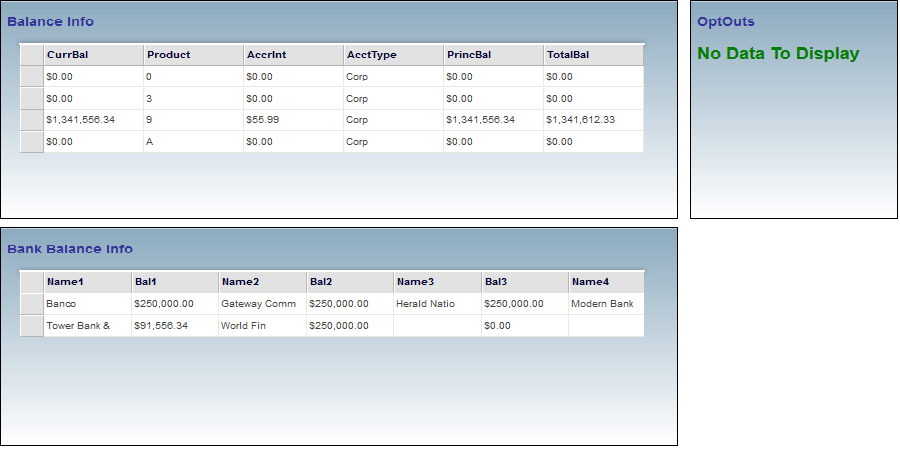 Balance Info
CurrBal Product AccrInt AcctType PrincBal TotalBal
$0.00 0 $0.00 Corp $0.00 $0.00
$0.00 3 $0.00 Corp $0.00 $0.00
$1,341,556.34 9 $55.99 Corp $1,341,556.34 $1,341,612.33
$0.00 A $0.00 Corp $0.00 $0.00
OptOuts
No Data To Display
Bank Balance Info
Name1 Bal1 Name2 Bal2 Name3 Bal3 Name4
Banco $250,000.00 Gateway Comm $250,000.00 Herald Natio $250,000.00 Modern Bank
Tower Bank & $91,556.34 World Fin $250,000.00 $0.00